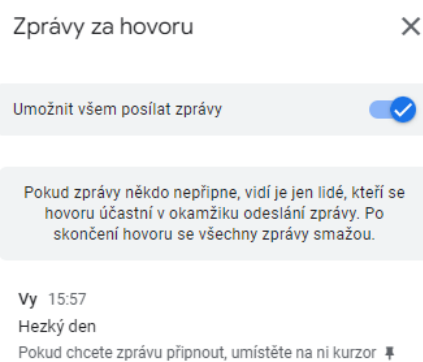 Zprávy za hovoru
Umožnit všem posílat zprávy
Pokud zprávy někdo nepřipne, vidí je jen lidé, kteří se
hovoru účastní v okamžiku odeslání zprávy. Po
skončení hovoru se všechny zprávy smažou.
Vy 15:57
Hezký den
Pokud chcete zprávu připnout, umístěte na ni kurzor